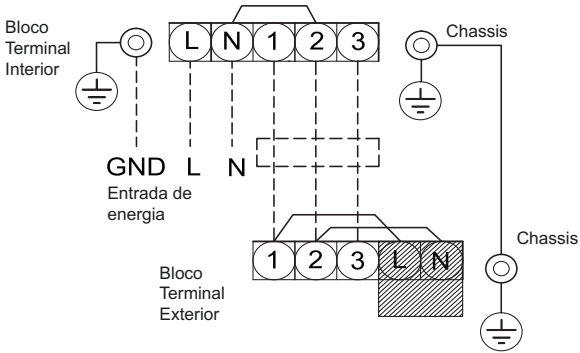 Bloco
Terminal
Interior
L N 1 2 3
Chassis
GND L N
Entrada de
energia
Chassis
1 2 3 L N
Bloco
Terminal
Exterior